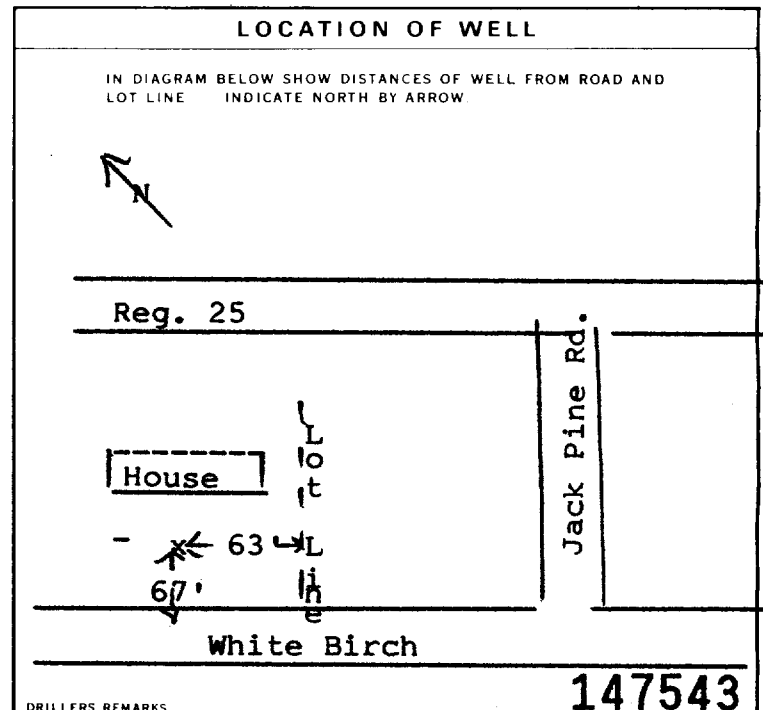 LOCATION OF WELL
IN DIAGRAM BELOW SHOW DISTANCES OF WELL FROM ROAD AND
LOT LINE INDICATE NORTH BY ARROW.
N
Reg. 25
Jack Pine Rd.
Lot Line
House
x 63'
67'
White Birch
147543
DRILLERS REMARKS